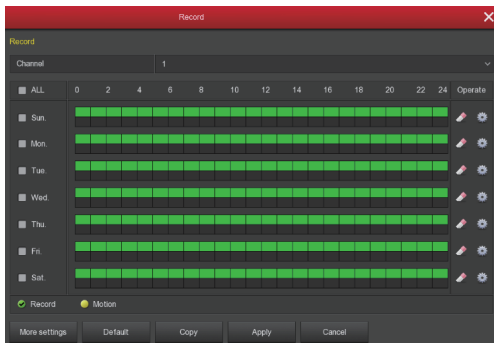 Record
Record
Channel 1
ALL 0 2 4 6 8 10 12 14 16 18 20 22 24 Operate
Sun.
Mon.
Tue.
Wed.
Thu.
Fri.
Sat.
Record Motion
More settings Default Copy Apply Cancel